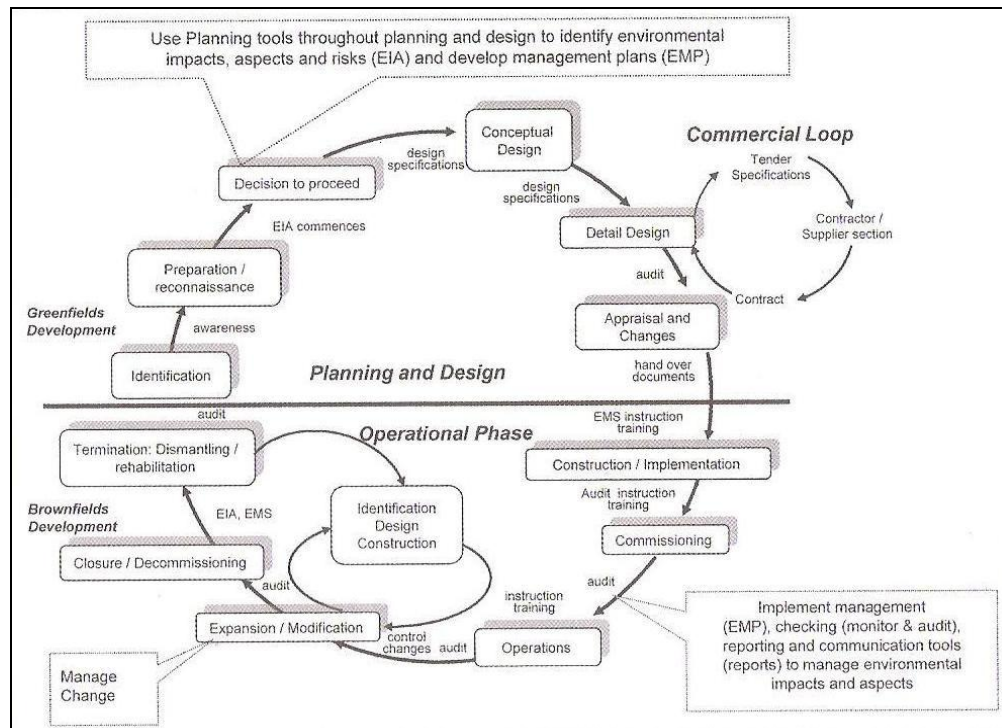 Use Planning tools throughout planning and design to identify environmental
impacts, aspects and risks (EIA) and develop management plans (EMP)
Conceptual
Design
Commercial Loop
design
specifications
Tender
Specifications
Decision to proceed
design
specifications
Contractor /
Supplier section
EIA commences
Detail Design
Preparation /
reconnaissance
audit
Contract
Greenfields
Development
awareness
Appraisal and
Changes
Identification
Planning and Design
hand over
documents
audit
Operational Phase
EMS instruction
training
Termination: Dismantling /
rehabilitation
Construction / Implementation
Brownfields
Development
EIA, EMS
Identification
Design
Construction
Audit instruction
training
Closure / Decommissioning
Commissioning
audit
audit
instruction
training
Expansion / Modification
control
changes
audit
Operations
Manage
Change
Implement management
(EMP), checking (monitor & audit),
reporting and communication tools
(reports) to manage environmental
impacts and aspects